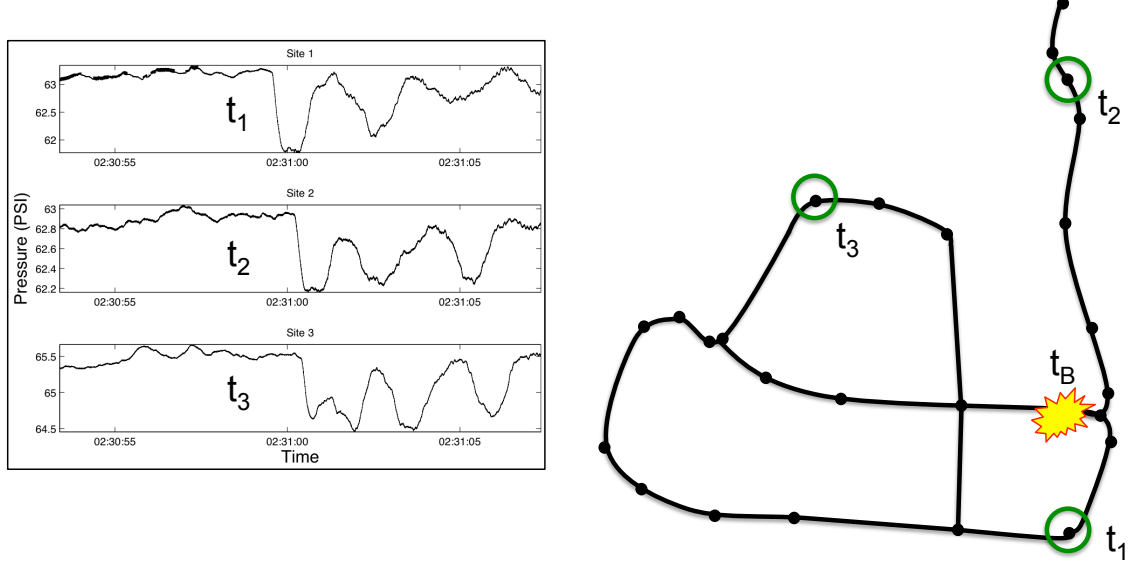 Site 1
63
62.5
62
t1
02:30:55
02:31:00
02:31:05
Site 2
63
62.8
62.6
62.4
62.2
t2
02:30:55
02:31:00
02:31:05
Site 3
65.5
65
64.5
t3
02:30:55
02:31:00
02:31:05
Pressure (PSI)
Time
t2
t3
tB
t1